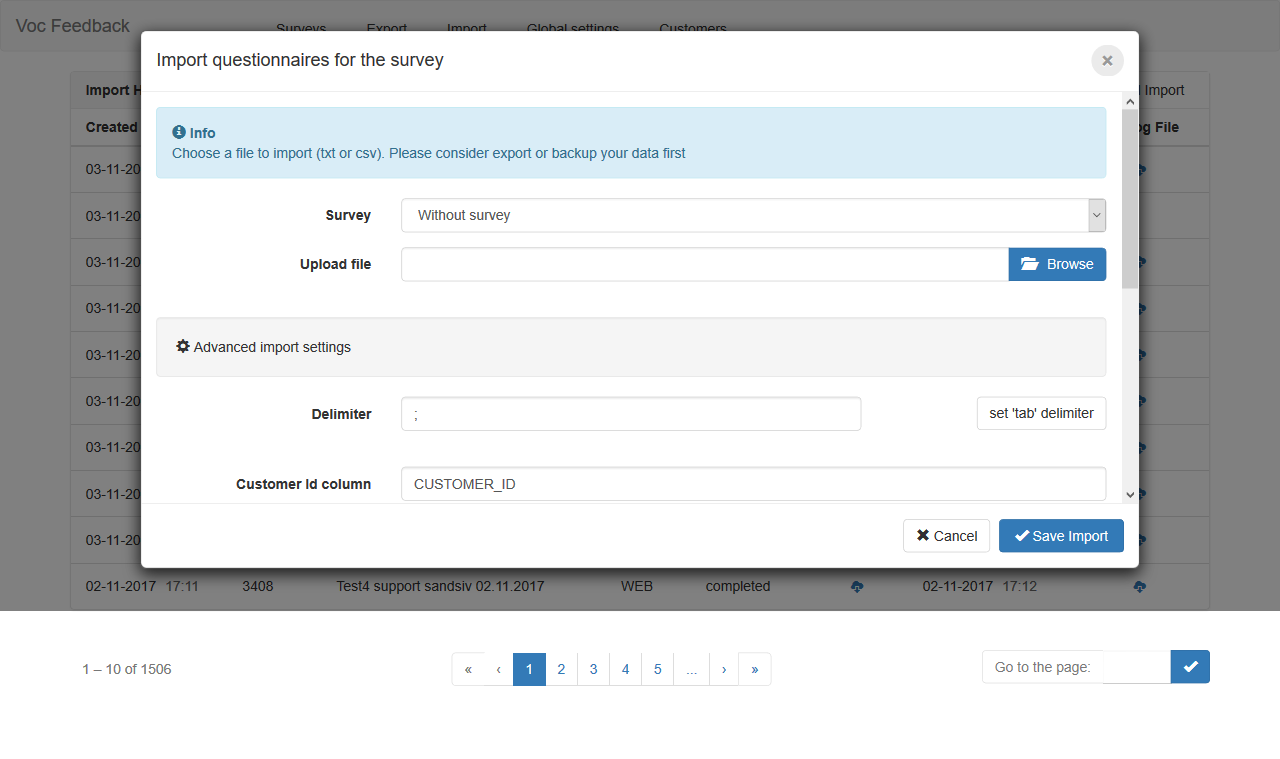 Voc Feedback Surveys Export Import Global settings Customers
Import questionnaires for the survey
Import
Import
Created
File
Info
Choose a file to import (txt or csv). Please consider export or backup your data first
Survey Without survey
Upload file Browse
Advanced import settings
Delimiter ; set 'tab' delimiter
Customer Id column CUSTOMER_ID
03-11-20
03-11-20
03-11-20
03-11-20
03-11-20
03-11-20
03-11-20
03-11-20
03-11-20
Cancel Save Import
02-11-2017 17:11 3408 Test4 support sandsiv 02.11.2017 WEB completed 02-11-2017 17:12
1 – 10 of 1506 « ‹ 1 2 3 4 5 ... › » Go to the page: